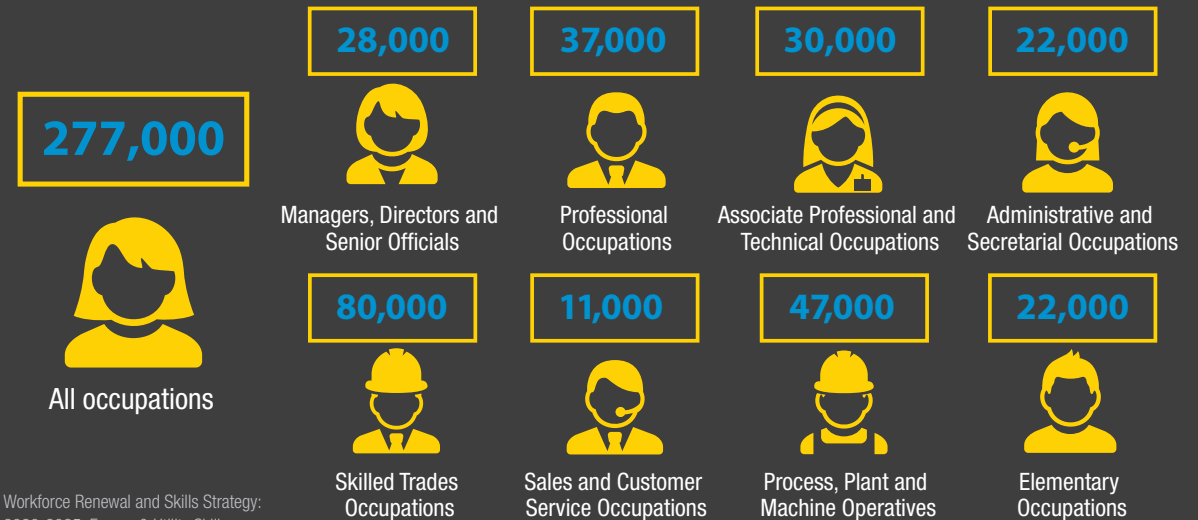 277,000
All occupations
28,000
Managers, Directors and
Senior Officials
37,000
Professional
Occupations
30,000
Associate Professional and
Technical Occupations
22,000
Administrative and
Secretarial Occupations
80,000
Skilled Trades
Occupations
11,000
Sales and Customer
Service Occupations
47,000
Process, Plant and
Machine Operatives
22,000
Elementary
Occupations
Workforce Renewal and Skills Strategy: